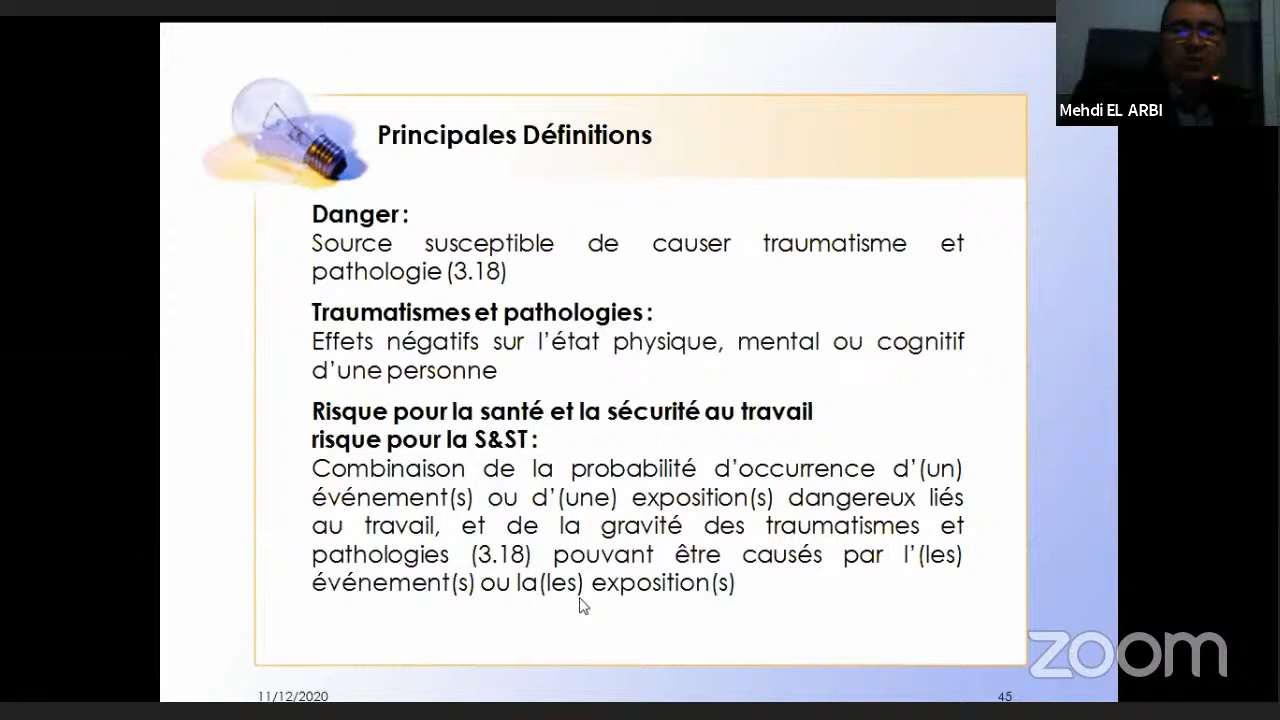 Mehdi EL ARBI
Principales Définitions
Danger :
Source susceptible de causer traumatisme et
pathologie (3.18)
Traumatismes et pathologies :
Effets négatifs sur l’état physique, mental ou cognitif
d’une personne
Risque pour la santé et la sécurité au travail
risque pour la S&ST :
Combinaison de la probabilité d’occurrence d’(un)
événement(s) ou d’(une) exposition(s) dangereux liés
au travail, et de la gravité des traumatismes et
pathologies (3.18) pouvant être causés par l’(les)
événement(s) ou la(les) exposition(s)
zoom
11/12/2020
45